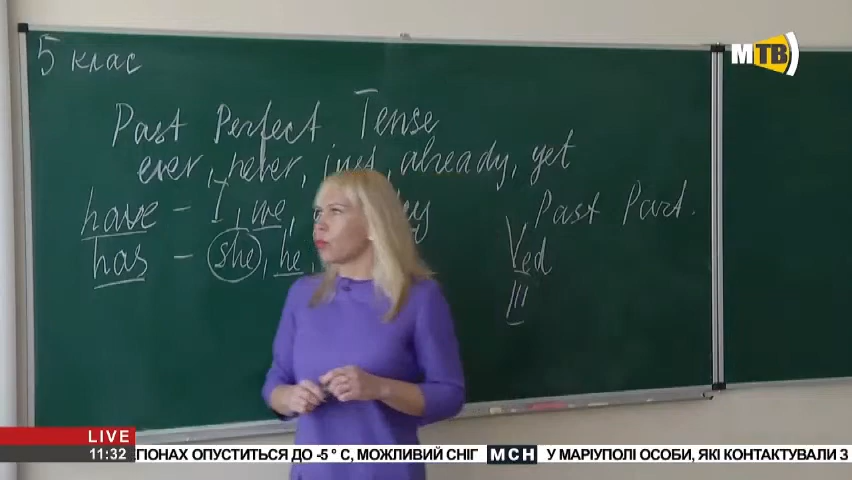 5 клас
МТВ
Past Perfect Tense
ever, never, just, already, yet
have - I, we,
Past Part.
has - she, he,
Ved
III
LIVE
11:32 ГІОНАХ ОПУСТИТЬСЯ ДО -5 ° С, МОЖЛИВИЙ СНІГ МСН У МАРІУПОЛІ ОСОБИ, ЯКІ КОНТАКТУВАЛИ З